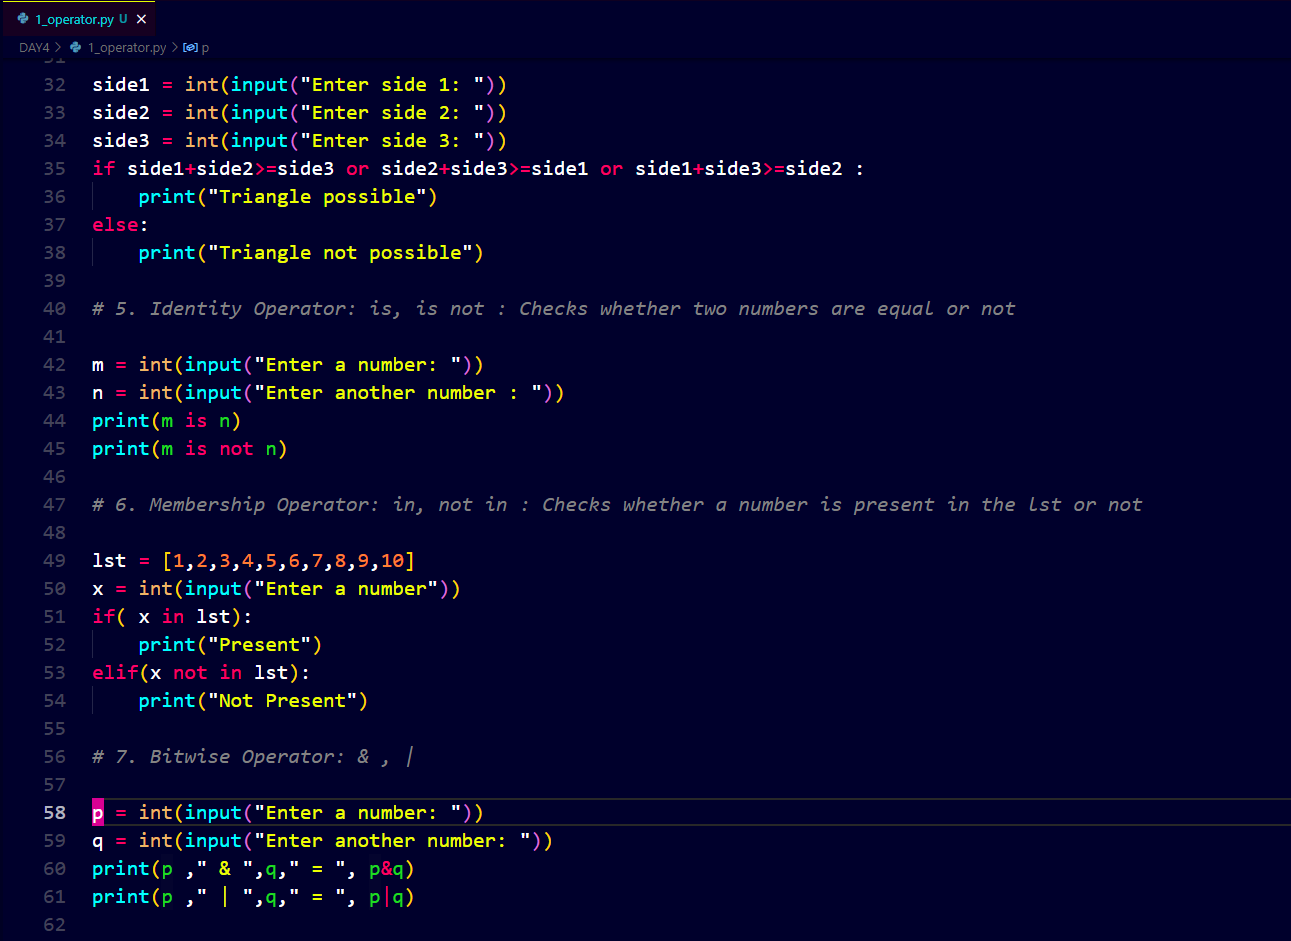 1_operator.py U ×
DAY4 > 1_operator.py > p
31
32 side1 = int(input("Enter side 1: "))
33 side2 = int(input("Enter side 2: "))
34 side3 = int(input("Enter side 3: "))
35 if side1+side2>=side3 or side2+side3>=side1 or side1+side3>=side2 :
36     print("Triangle possible")
37 else:
38     print("Triangle not possible")
39
40 # 5. Identity Operator: is, is not : Checks whether two numbers are equal or not
41
42 m = int(input("Enter a number: "))
43 n = int(input("Enter another number : "))
44 print(m is n)
45 print(m is not n)
46
47 # 6. Membership Operator: in, not in : Checks whether a number is present in the lst or not
48
49 lst = [1,2,3,4,5,6,7,8,9,10]
50 x = int(input("Enter a number"))
51 if( x in lst):
52     print("Present")
53 elif(x not in lst):
54     print("Not Present")
55
56 # 7. Bitwise Operator: & , |
57
58 p = int(input("Enter a number: "))
59 q = int(input("Enter another number: "))
60 print(p ," & ",q," = ", p&q)
61 print(p ," | ",q," = ", p|q)
62